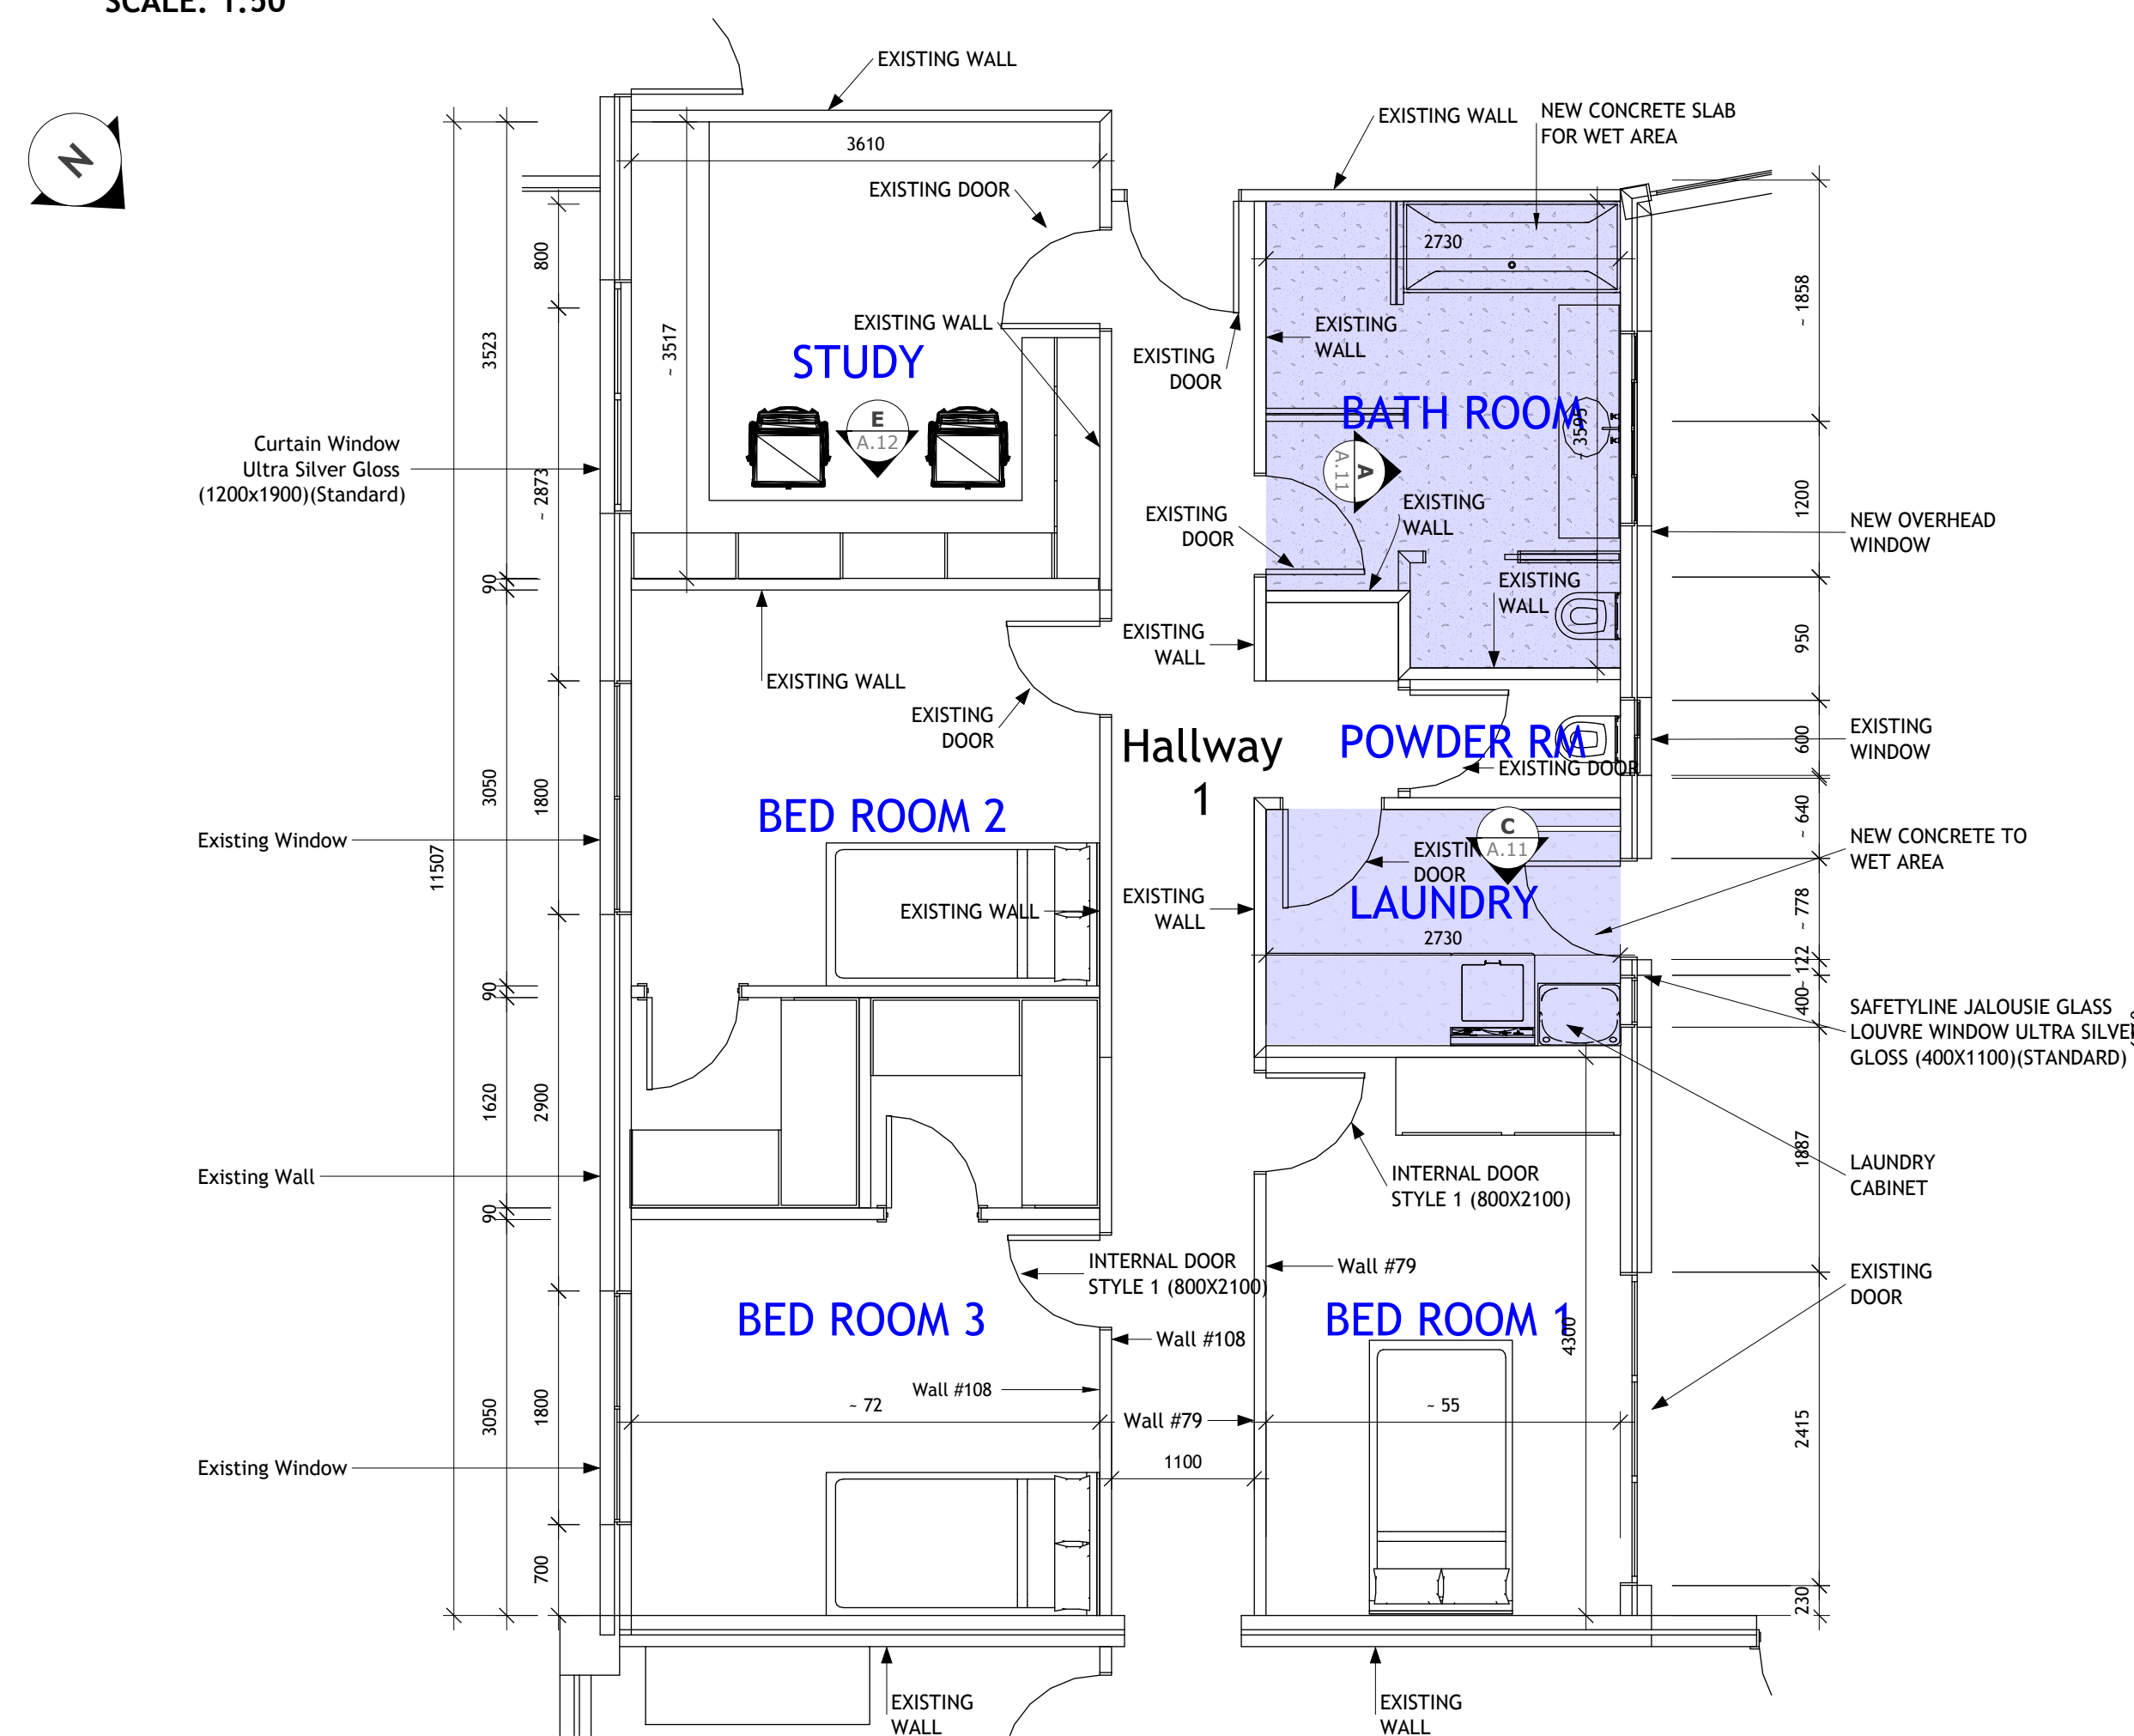 SCALE: 1:50
N
EXISTING WALL
EXISTING WALL
NEW CONCRETE SLAB
FOR WET AREA
3610
EXISTING DOOR
2730
800
~ 1858
3523
~ 3517
EXISTING WALL
STUDY
EXISTING
DOOR
EXISTING
WALL
BATH ROOM
~3595
E
A.12
A
A.11
Curtain Window
Ultra Silver Gloss
(1200x1900)(Standard)
~ 2873
EXISTING
DOOR
EXISTING
WALL
1200
NEW OVERHEAD
WINDOW
90
EXISTING
WALL
EXISTING
WALL
950
EXISTING WALL
EXISTING
DOOR
Hallway
1
POWDER RM
EXISTING DOOR
600
EXISTING
WINDOW
3050
1800
BED ROOM 2
~ 640
Existing Window
11507
C
A.11
EXISTIN
DOOR
NEW CONCRETE TO
WET AREA
EXISTING WALL
EXISTING
WALL
LAUNDRY
2730
~ 778
~ 122
400
90
SAFETYLINE JALOUSIE GLASS
LOUVRE WINDOW ULTRA SILVER
GLOSS (400X1100)(STANDARD)
1620
2900
1887
Existing Wall
INTERNAL DOOR
STYLE 1 (800X2100)
LAUNDRY
CABINET
90
INTERNAL DOOR
STYLE 1 (800X2100)
Wall #79
EXISTING
DOOR
BED ROOM 3
BED ROOM 1
4300
Wall #108
Wall #108
3050
1800
~ 72
Wall #79
~ 55
2415
1100
Existing Window
700
230
EXISTING
WALL
EXISTING
WALL